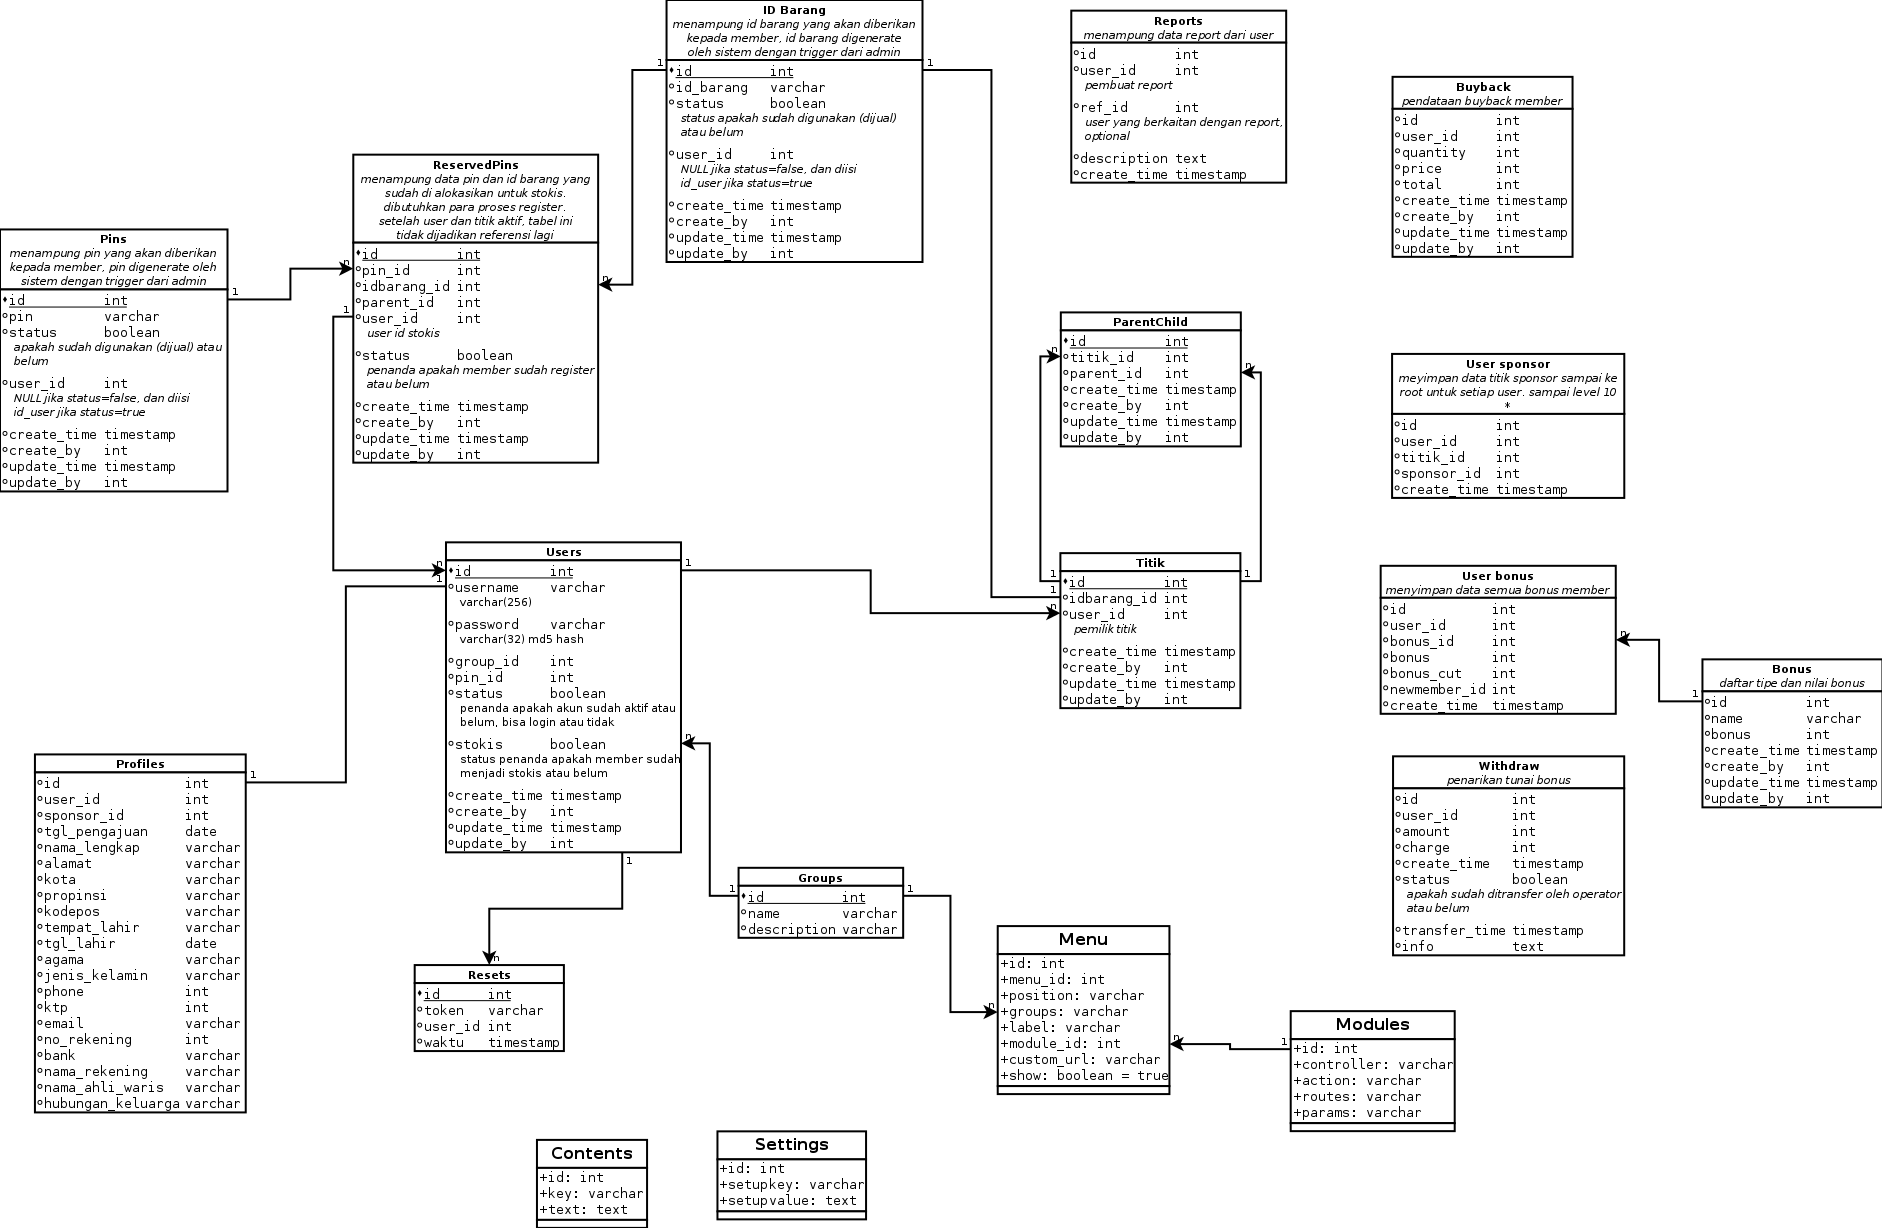 ID Barang
menampung id barang yang akan diberikan
kepada member, id barang digenerate
oleh sistem dengan trigger dari admin
id int
id_barang varchar
status boolean
status apakah sudah digunakan (dijual)
atau belum
user_id int
NULL jika status=false, dan diisi
id_user jika status=true
create_time timestamp
create_by int
update_time timestamp
update_by int
1
1
Reports
menampung data report dari user
id int
user_id int
pembuat report
ref_id int
user yang berkaitan dengan report,
optional
description text
create_time timestamp
Buyback
pendataan buyback member
id int
user_id int
quantity int
price int
total int
create_time timestamp
create_by int
update_time timestamp
update_by int
ReservedPins
menampung data pin dan id barang yang
sudah di alokasikan untuk stokis.
dibutuhkan para proses register.
setelah user dan titik aktif, tabel ini
tidak dijadikan referensi lagi
id int
pin_id int
idbarang_id int
parent_id int
user_id int
user id stokis
status boolean
penanda apakah member sudah register
atau belum
create_time timestamp
create_by int
update_time timestamp
update_by int
n
n
1
Pins
menampung pin yang akan diberikan
kepada member, pin digenerate oleh
sistem dengan trigger dari admin
id int
pin varchar
status boolean
apakah sudah digunakan (dijual) atau
belum
user_id int
NULL jika status=false, dan diisi
id_user jika status=true
create_time timestamp
create_by int
update_time timestamp
update_by int
1
ParentChild
id int
titik_id int
parent_id int
create_time timestamp
create_by int
update_time timestamp
update_by int
n
n
User sponsor
meyimpan data titik sponsor sampai ke
root untuk setiap user. sampai level 10
*
id int
user_id int
titik_id int
sponsor_id int
create_time timestamp
Users
id int
username varchar
varchar(256)
password varchar
varchar(32) md5 hash
group_id int
pin_id int
status boolean
penanda apakah akun sudah aktif atau
belum, bisa login atau tidak
stokis boolean
status penanda apakah member sudah
menjadi stokis atau belum
create_time timestamp
create_by int
update_time timestamp
update_by int
n
1
1
n
1
Titik
id int
idbarang_id int
user_id int
pemilik titik
create_time timestamp
create_by int
update_time timestamp
update_by int
1
1
n
1
User bonus
menyimpan data semua bonus member
id int
user_id int
bonus_id int
bonus int
bonus_cut int
newmember_id int
create_time timestamp
n
Bonus
daftar tipe dan nilai bonus
id int
name varchar
bonus int
create_time timestamp
create_by int
update_time timestamp
update_by int
1
Profiles
id int
user_id int
sponsor_id int
tgl_pengajuan date
nama_lengkap varchar
alamat varchar
kota varchar
propinsi varchar
kodepos varchar
tempat_lahir varchar
tgl_lahir date
agama varchar
jenis_kelamin varchar
phone int
ktp int
email varchar
no_rekening int
bank varchar
nama_rekening varchar
nama_ahli_waris varchar
hubungan_keluarga varchar
1
Withdraw
penarikan tunai bonus
id int
user_id int
amount int
charge int
create_time timestamp
status boolean
apakah sudah ditransfer oleh operator
atau belum
transfer_time timestamp
info text
Groups
id int
name varchar
description varchar
1
1
Resets
id int
token varchar
user_id int
waktu timestamp
n
Menu
+id: int
+menu_id: int
+position: varchar
+groups: varchar
+label: varchar
+module_id: int
+custom_url: varchar
+show: boolean = true
n
n
Modules
+id: int
+controller: varchar
+action: varchar
+routes: varchar
+params: varchar
1
Contents
+id: int
+key: varchar
+text: text
Settings
+id: int
+setupkey: varchar
+setupvalue: text